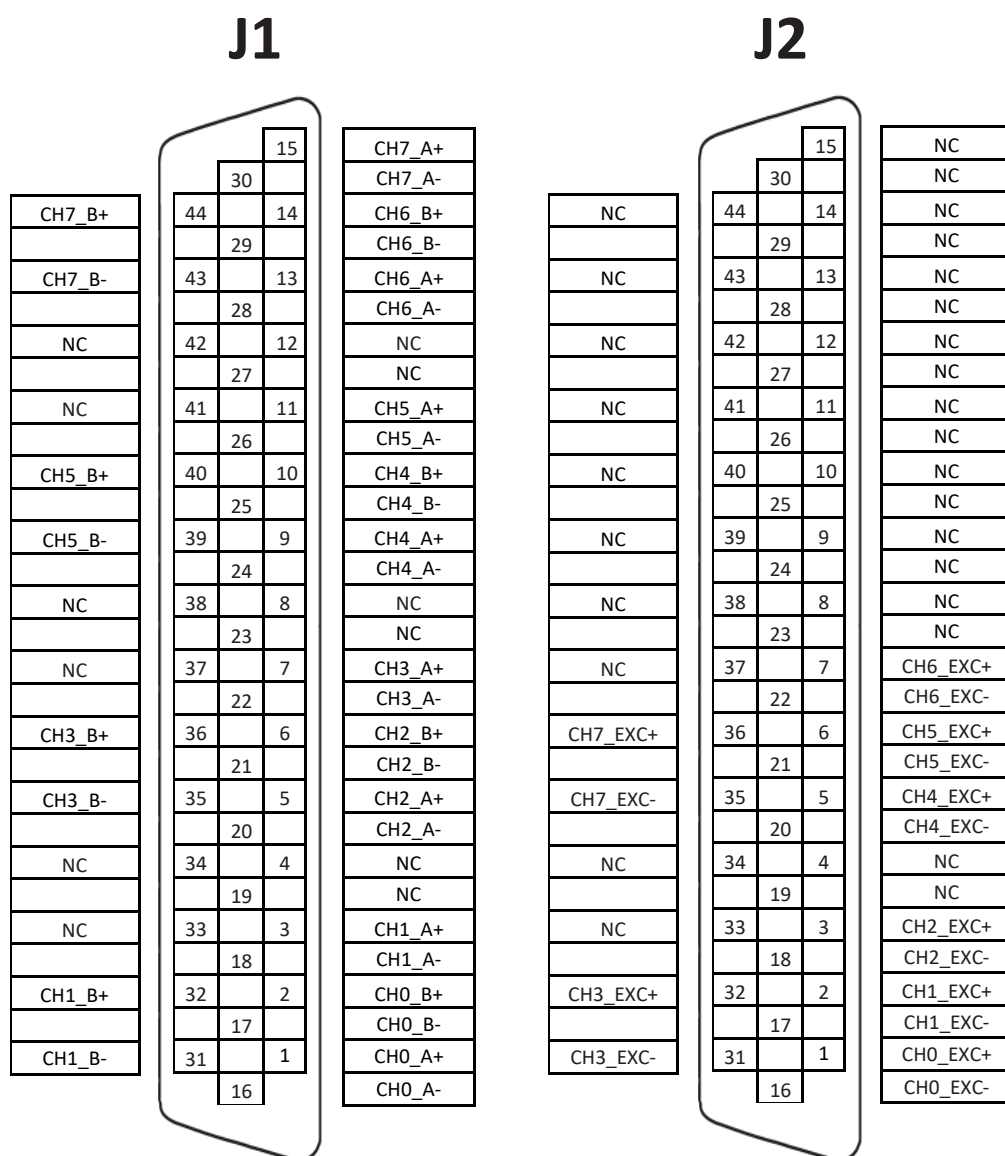 J1 J2
15 CH7_A+ 15 NC
30 CH7_A- 30 NC
CH7_B+ 44 14 CH6_B+ NC 44 14 NC
29 CH6_B- 29 NC
CH7_B- 43 13 CH6_A+ NC 43 13 NC
28 CH6_A- 28 NC
NC 42 12 NC NC 42 12 NC
27 NC 27 NC
NC 41 11 CH5_A+ NC 41 11 NC
26 CH5_A- 26 NC
CH5_B+ 40 10 CH4_B+ NC 40 10 NC
25 CH4_B- 25 NC
CH5_B- 39 9 CH4_A+ NC 39 9 NC
24 CH4_A- 24 NC
NC 38 8 NC NC 38 8 NC
23 NC 23 NC
NC 37 7 CH3_A+ NC 37 7 CH6_EXC+
22 CH3_A- 22 CH6_EXC-
CH3_B+ 36 6 CH2_B+ CH7_EXC+ 36 6 CH5_EXC+
21 CH2_B- 21 CH5_EXC-
CH3_B- 35 5 CH2_A+ CH7_EXC- 35 5 CH4_EXC+
20 CH2_A- 20 CH4_EXC-
NC 34 4 NC NC 34 4 NC
19 NC 19 NC
NC 33 3 CH1_A+ NC 33 3 CH2_EXC+
18 CH1_A- 18 CH2_EXC-
CH1_B+ 32 2 CH0_B+ CH3_EXC+ 32 2 CH1_EXC+
17 CH0_B- 17 CH1_EXC-
CH1_B- 31 1 CH0_A+ CH3_EXC- 31 1 CH0_EXC+
16 CH0_A- 16 CH0_EXC-